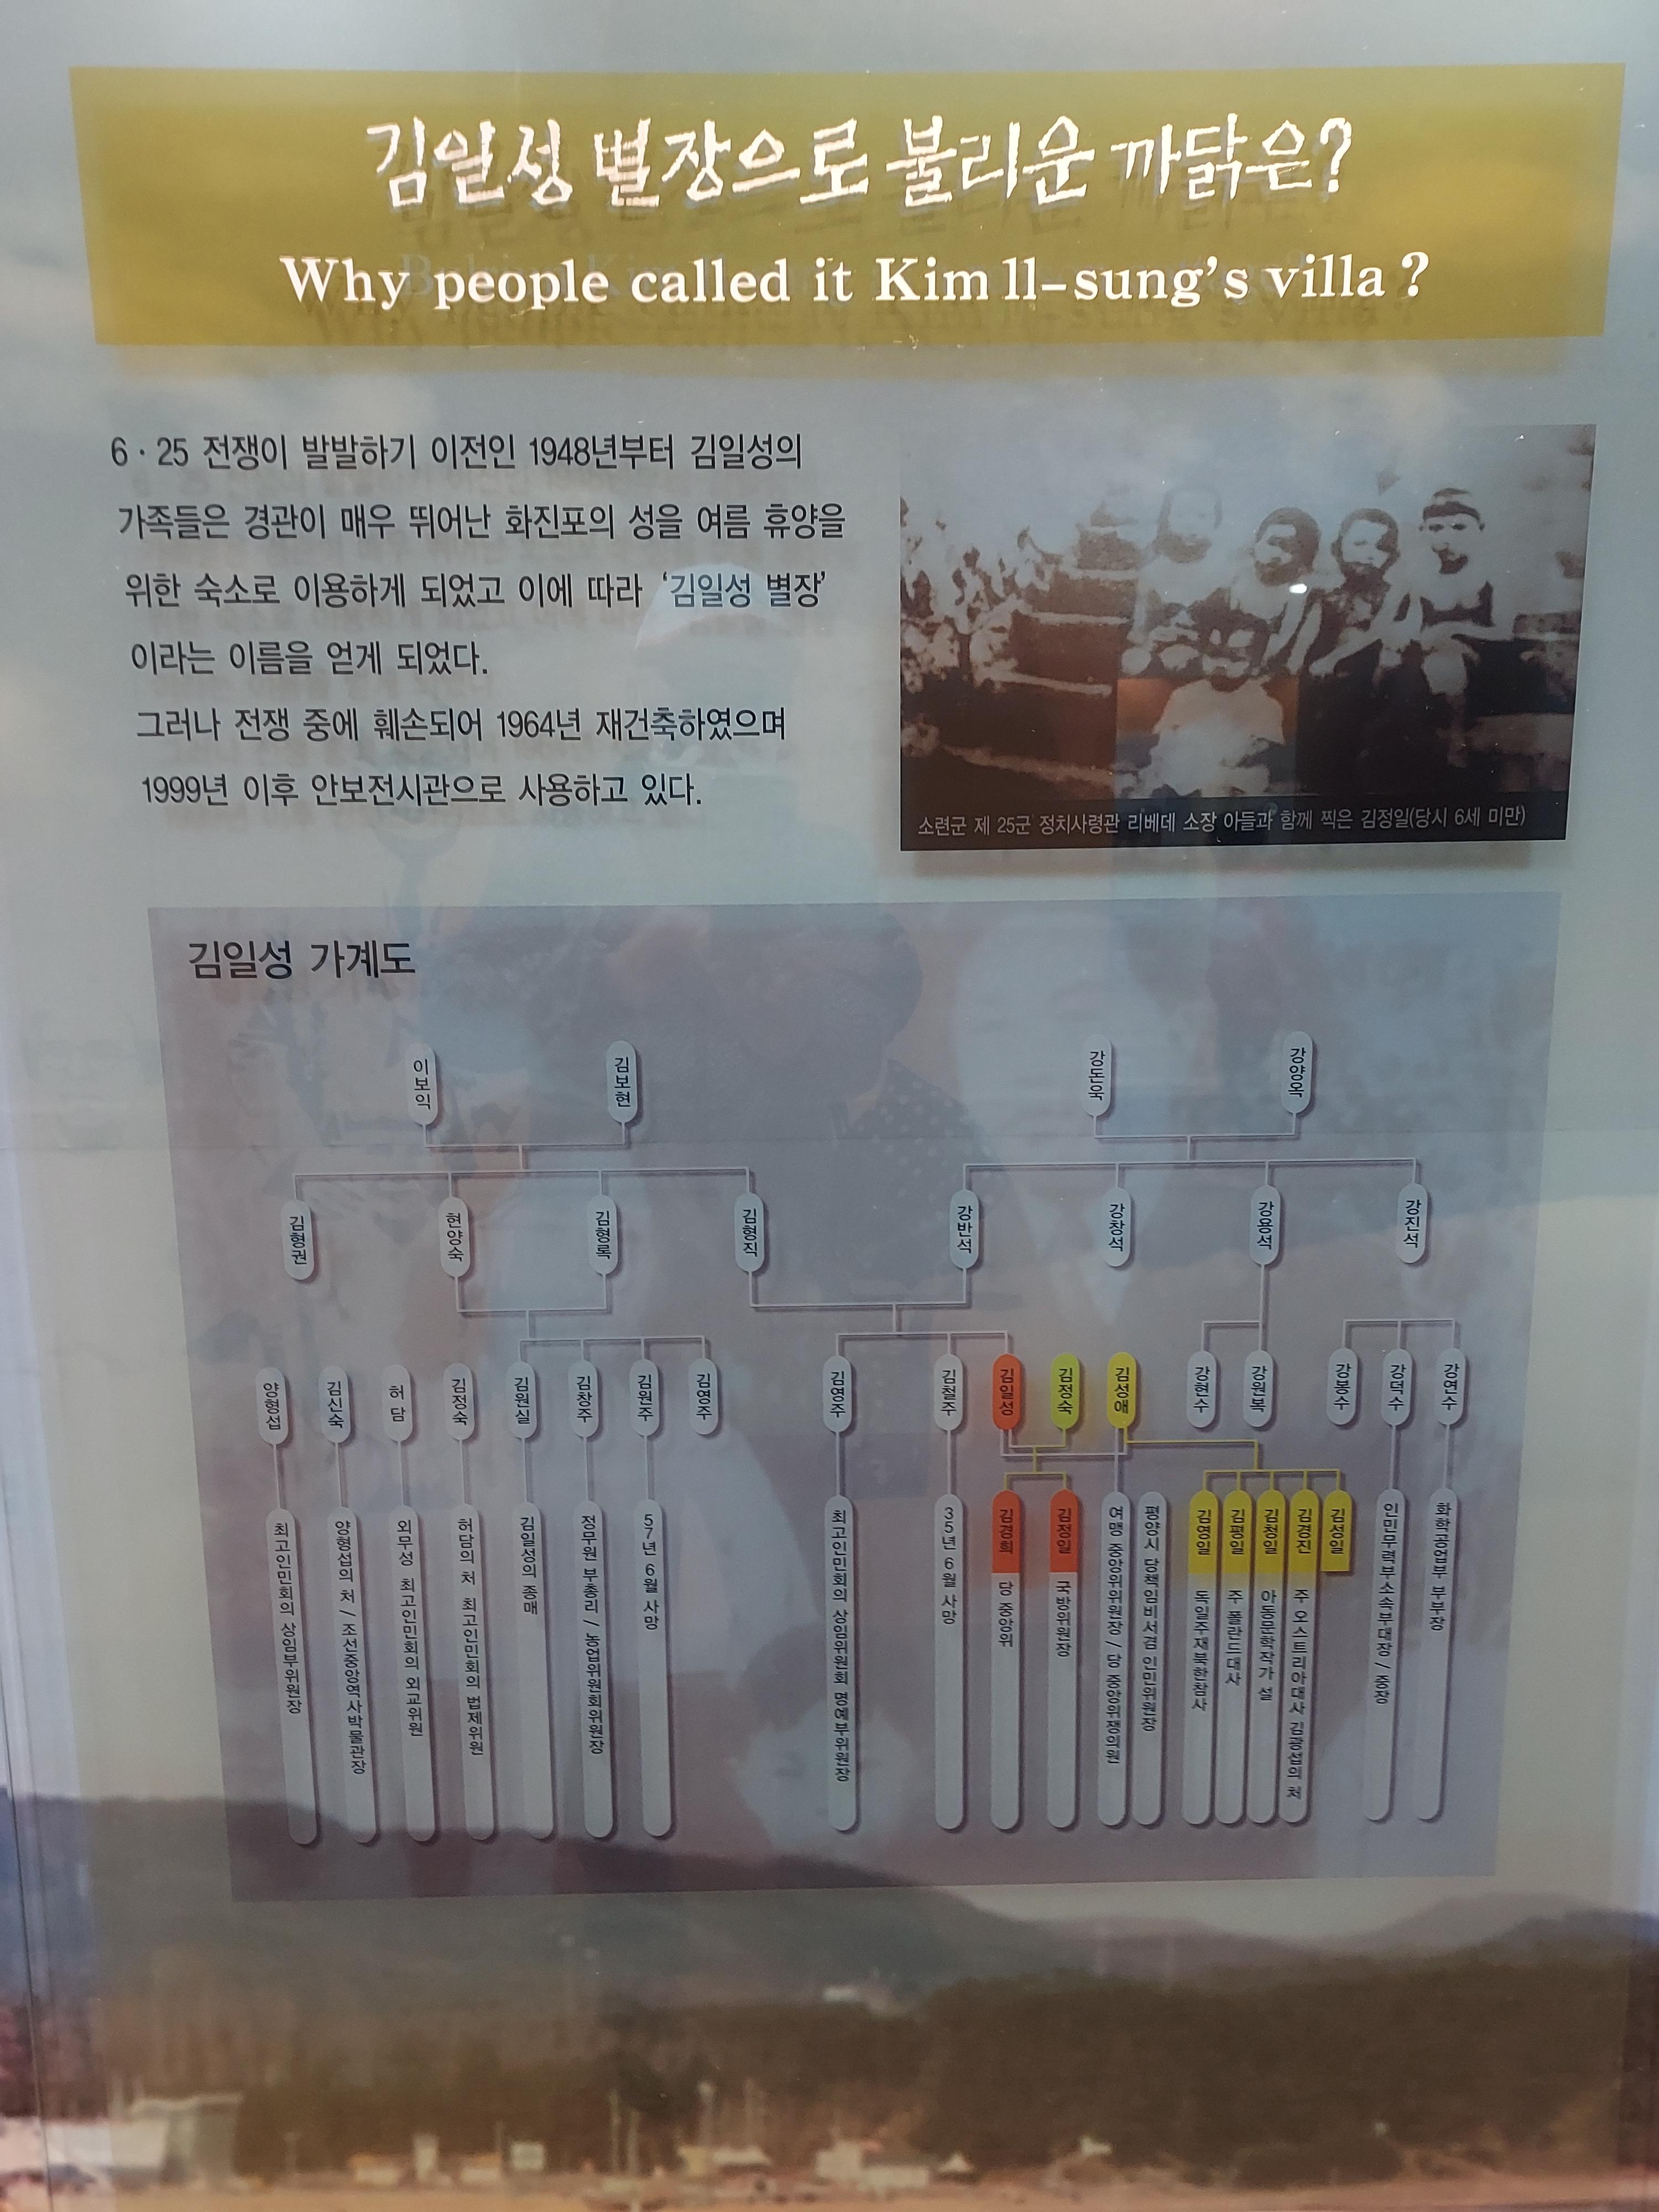 김일성 별장으로 불리운 까닭은?
Why people called it Kim ll-sung's villa ?
6 · 25 전쟁이 발발하기 이전인 1948년부터 김일성의
가족들은 경관이 매우 뛰어난 화진포의 성을 여름 휴양을
위한 숙소로 이용하게 되었고 이에 따라 '김일성 별장'
이라는 이름을 얻게 되었다.
그러나 전쟁 중에 훼손되어 1964년 재건축하였으며
1999년 이후 안보전시관으로 사용하고 있다.
소련군 제 25군 정치사령관 리베데 소장 아들과 함께 찍은 김정일(당시 6세 미만)
김일성 가계도
이보익
김보현
강돈욱
강양옥
김형권
현양숙
김형록
김형직
강반석
강창석
강용석
강진석
양형섭
김신숙
허담
김정숙
김원실
김창주
김원주
김영주
김영주
김철주
김일성
김정숙
김성애
강현수
강원복
강봉수
강덕수
강연수
최고인민회의 상임부위원장
양형섭의 처 / 조선중앙역사박물관장
외무성 최고인민회의 외교위원
허담의 처 최고인민회의 법제위원
김일성의 종매
정무원 부총리 / 농업위원회위원장
57년 6월 사망
최고인민회의 상임위원회 명예부위원장
35년 6월 사망
김경희 당 중앙위
김정일 국방위원장
여맹 중앙위위원장 / 당 중앙위쟁의원
평양시 당책임비서겸 인민위원장
김영일 독일주재북한참사
김평일 주 폴란드대사
김청일 아동문학작가 설
김경진 주 오스트리아대사 김광섭의 처
김성일
인민무력부소속부대장 / 중장
화학공업부 부부장